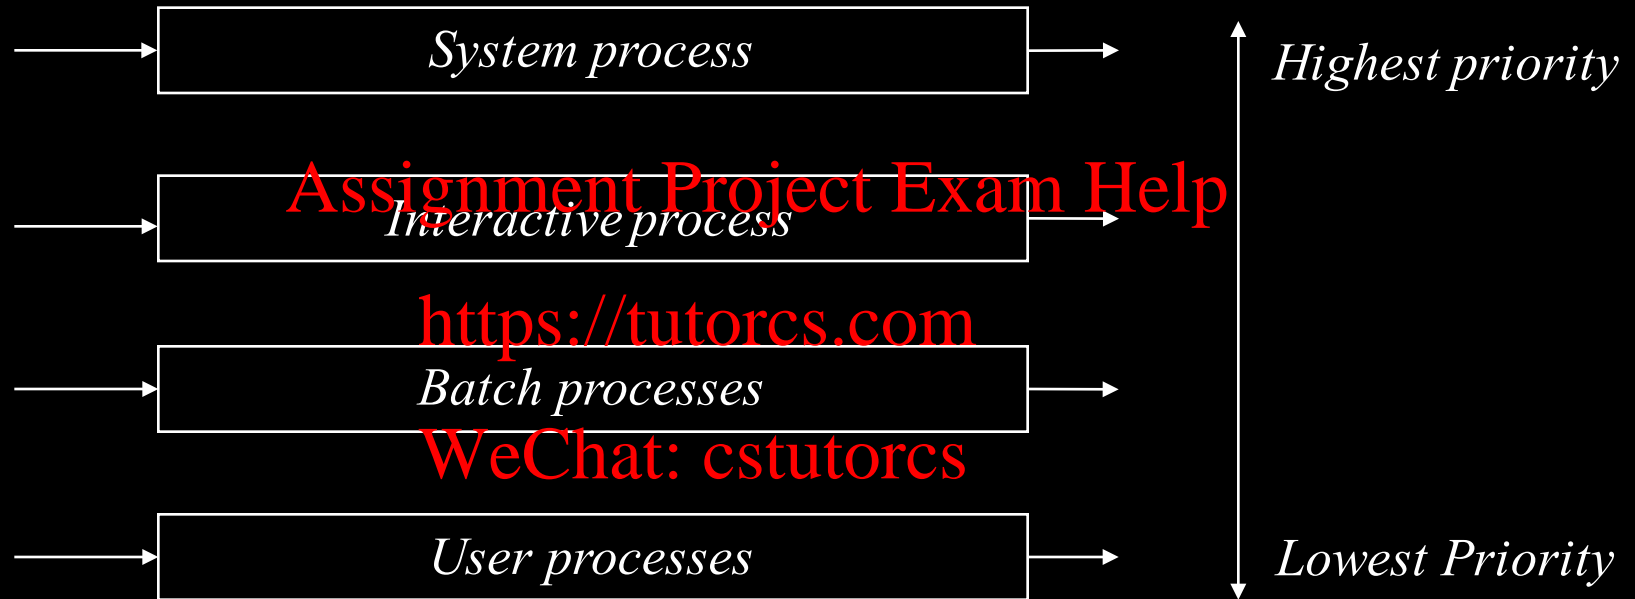 System process
Highest priority
Assignment Project Exam Help
Interactive process
https://tutorcs.com
Batch processes
WeChat: cstutorcs
User processes
Lowest Priority